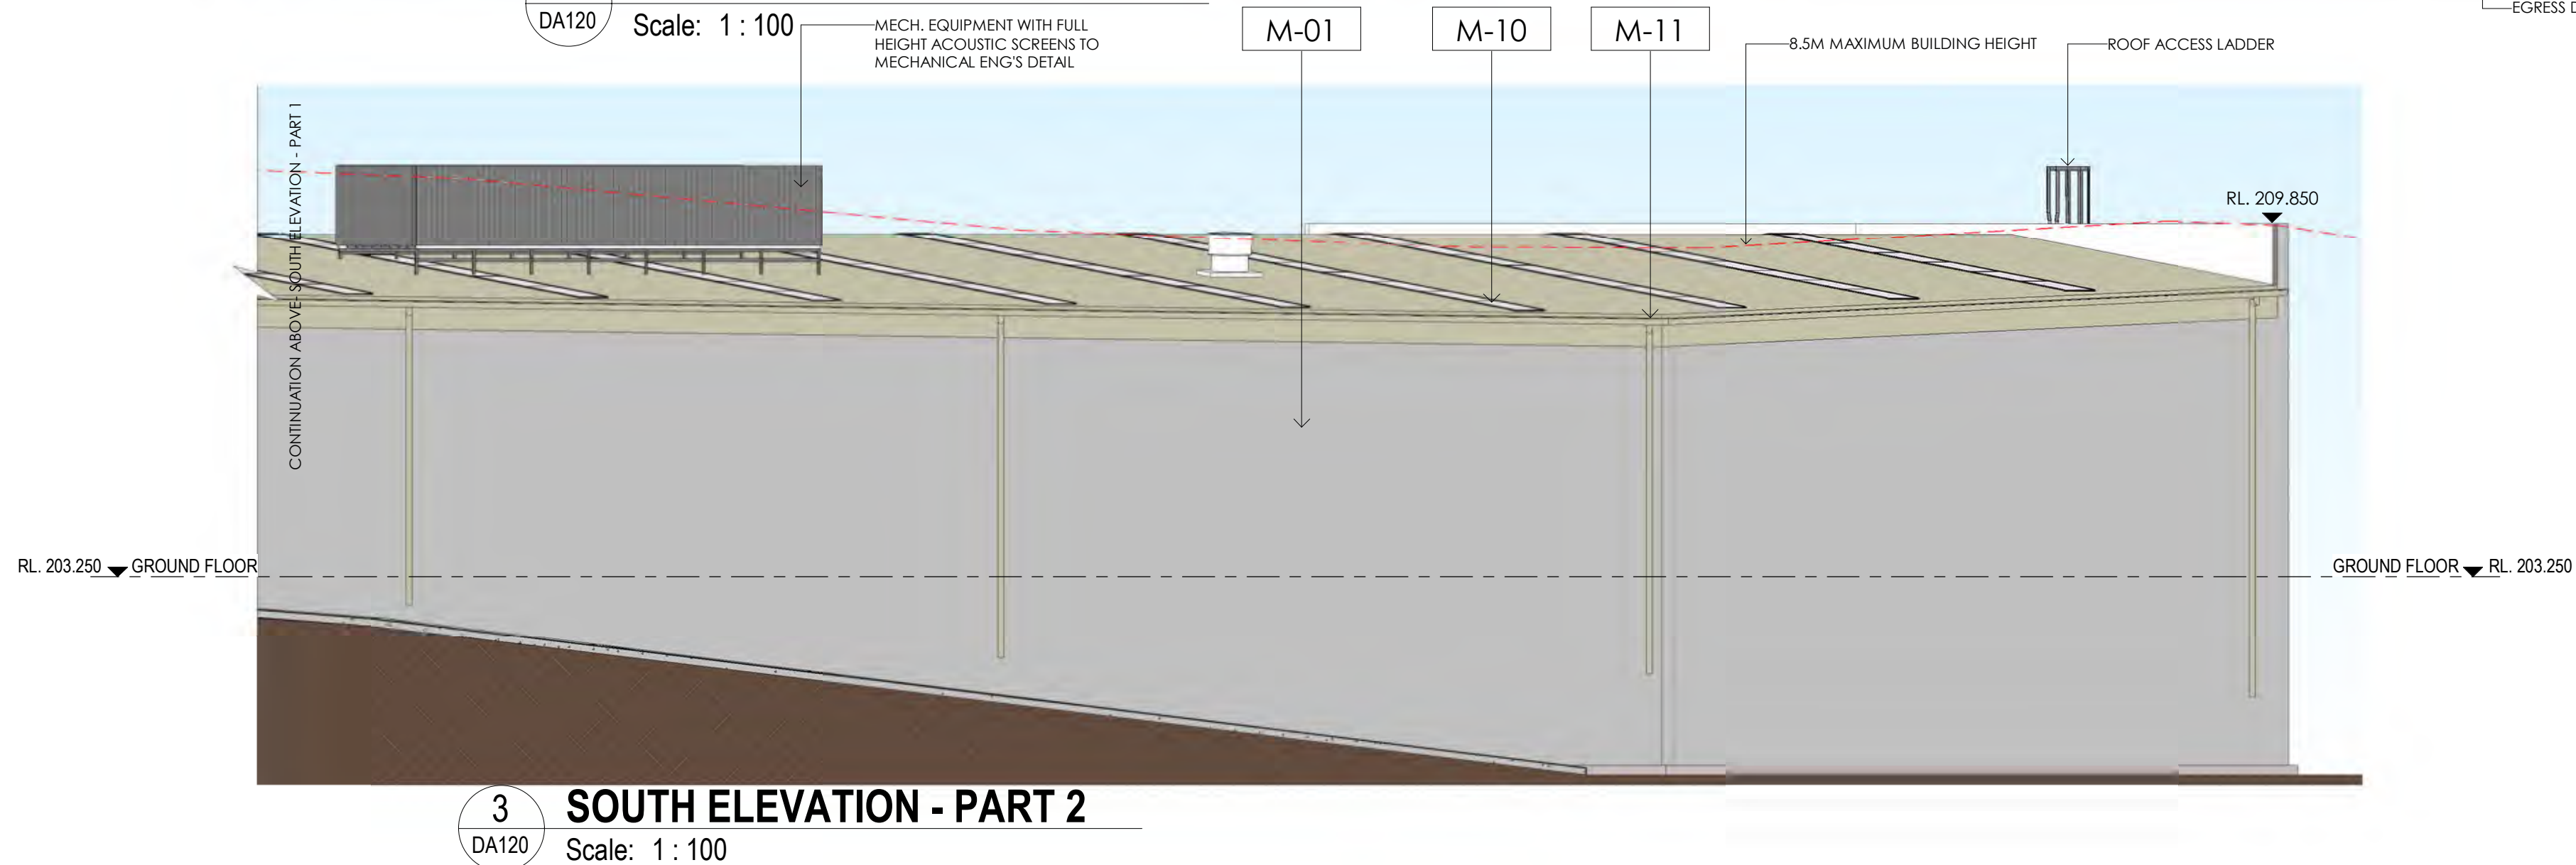 DA120
Scale: 1 : 100
MECH. EQUIPMENT WITH FULL
HEIGHT ACOUSTIC SCREENS TO
MECHANICAL ENG'S DETAIL
M-01
M-10
M-11
8.5M MAXIMUM BUILDING HEIGHT
ROOF ACCESS LADDER
EGRESS
CONTINUATION ABOVE- SOUTH ELEVATION - PART 1
RL. 209.850
RL. 203.250
GROUND FLOOR
GROUND FLOOR
RL. 203.250
3
DA120
SOUTH ELEVATION - PART 2
Scale: 1 : 100